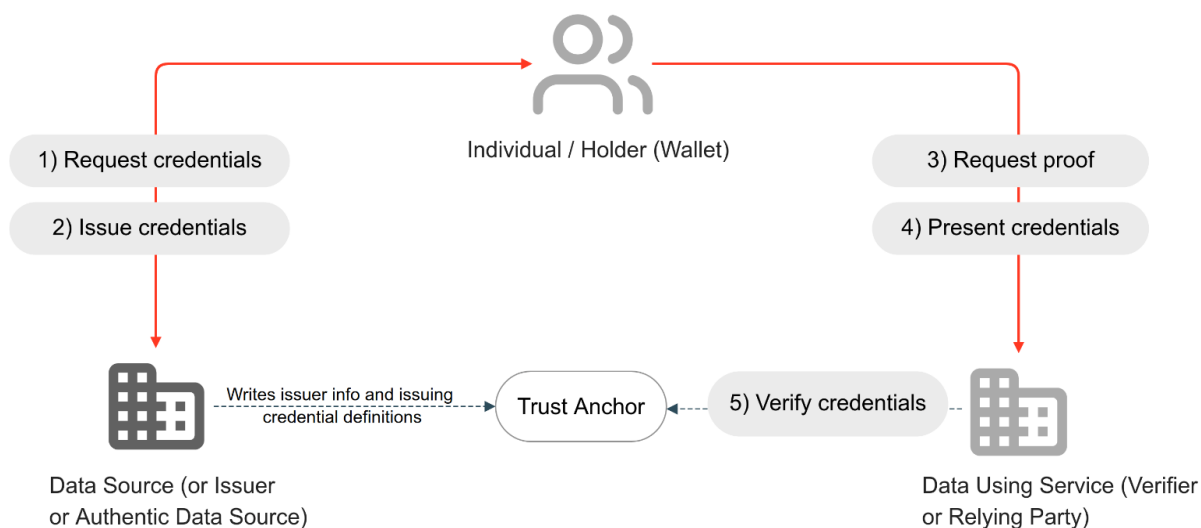 Individual / Holder (Wallet)
1) Request credentials
2) Issue credentials
3) Request proof
4) Present credentials
Writes issuer info and issuing
credential definitions
Trust Anchor
5) Verify credentials
Data Source (or Issuer
or Authentic Data Source)
Data Using Service (Verifier
or Relying Party)